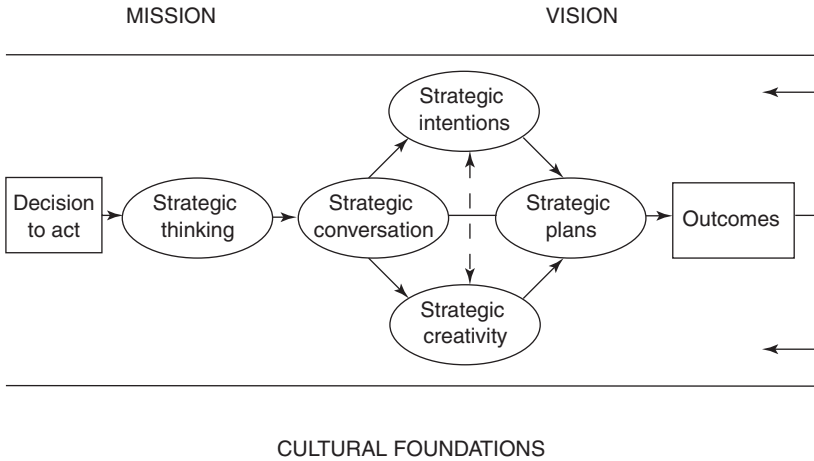 MISSION
VISION
Strategic
intentions
Decision
to act
Strategic
thinking
Strategic
conversation
Strategic
plans
Outcomes
Strategic
creativity
CULTURAL FOUNDATIONS